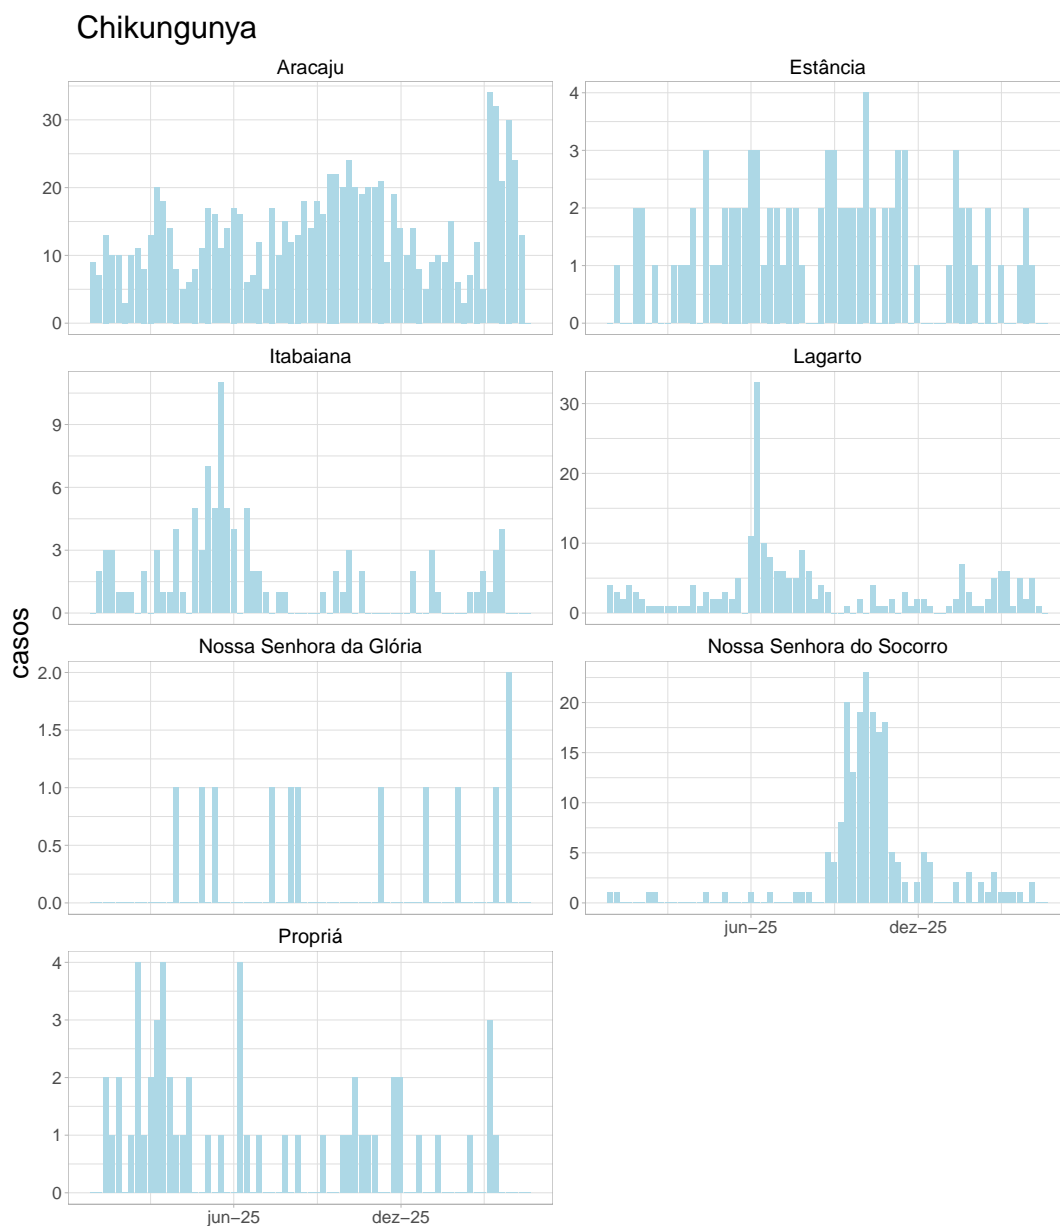 Chikungunya
Aracaju
Estância
30
20
10
0
4
3
2
1
0
Itabaiana
Lagarto
9
6
3
0
30
20
10
0
casos
Nossa Senhora da Glória
Nossa Senhora do Socorro
2.0
1.5
1.0
0.5
0.0
20
15
10
5
0
jun−25
dez−25
Propriá
4
3
2
1
0
jun−25
dez−25